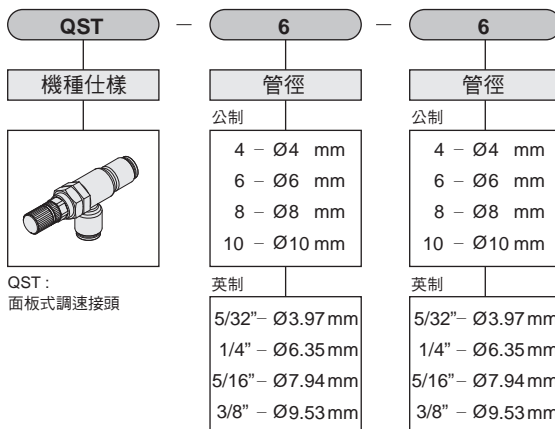 QST － 6 － 6
機種仕樣 管徑 管徑
公制 公制
4 － Ø4 mm 4 － Ø4 mm
6 － Ø6 mm 6 － Ø6 mm
8 － Ø8 mm 8 － Ø8 mm
10 － Ø10 mm 10 － Ø10 mm
QST : 英制 英制
面板式調速接頭
5/32”－ Ø3.97 mm 5/32”－ Ø3.97 mm
1/4” － Ø6.35 mm 1/4” － Ø6.35 mm
5/16”－ Ø7.94 mm 5/16”－ Ø7.94 mm
3/8” － Ø9.53 mm 3/8” － Ø9.53 mm